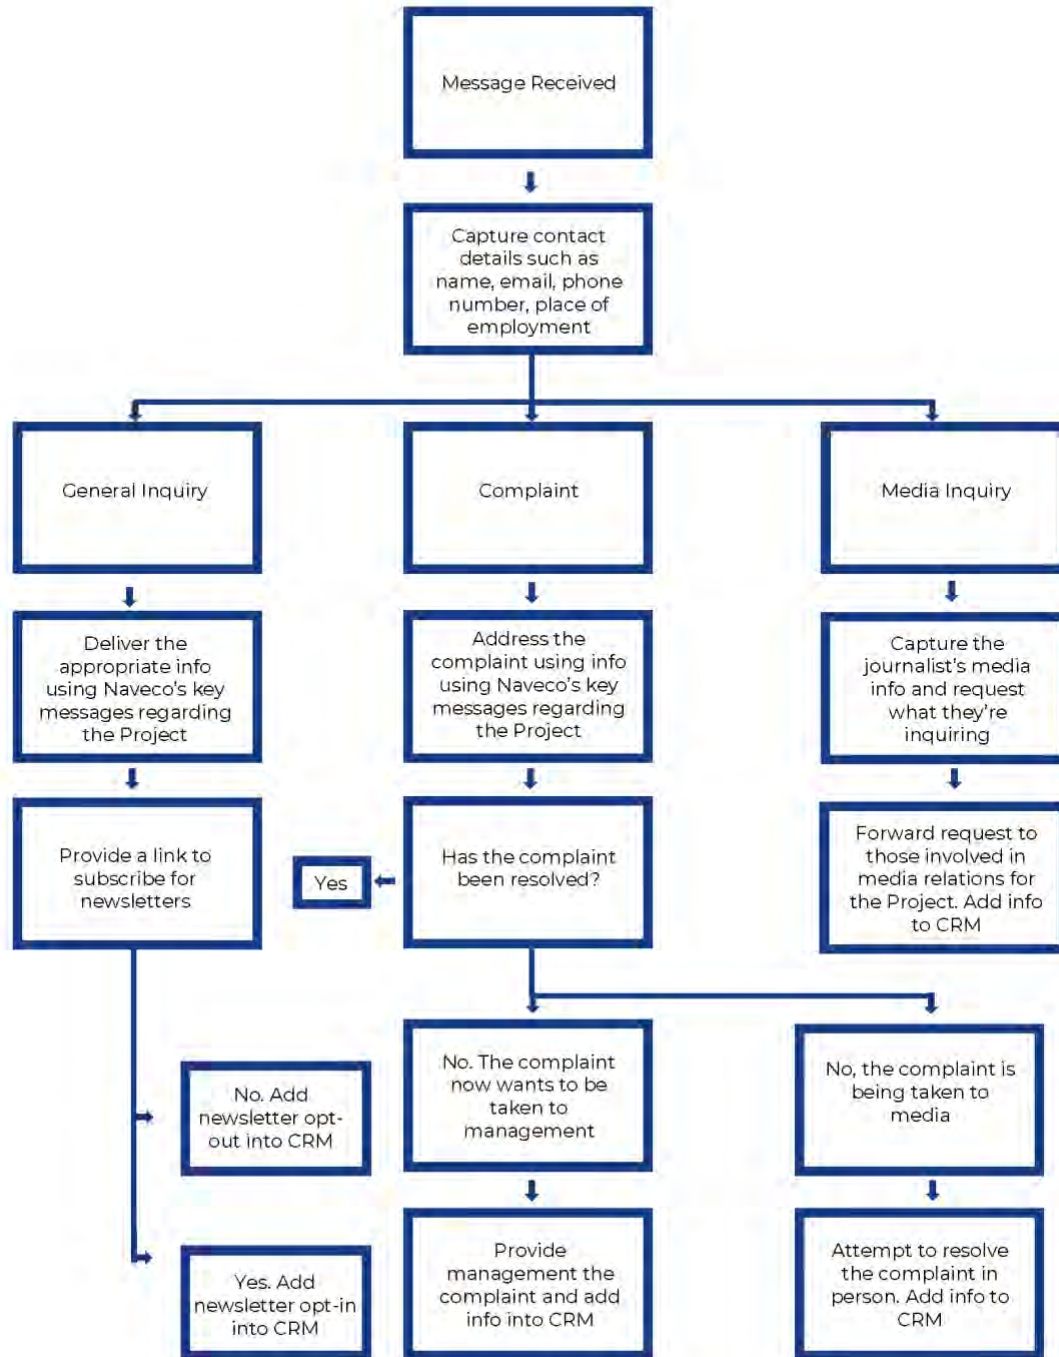 Message Received
Capture contact
details such as
name, email, phone
number, place of
employment
General Inquiry
Complaint
Media Inquiry
Deliver the
appropriate info
using Naveco's key
messages regarding
the Project
Address the
complaint using info
using Naveco's key
messages regarding
the Project
Capture the
journalist's media
info and request
what they're
inquiring
Provide a link to
subscribe for
newsletters
Yes
Has the complaint
been resolved?
Forward request to
those involved in
media relations for
the Project. Add info
to CRM
No. Add
newsletter opt-
out into CRM
No. The complaint
now wants to be
taken to
management
No, the complaint is
being taken to
media
Yes. Add
newsletter opt-in
into CRM
Provide
management the
complaint and add
info into CRM
Attempt to resolve
the complaint in
person. Add info to
CRM